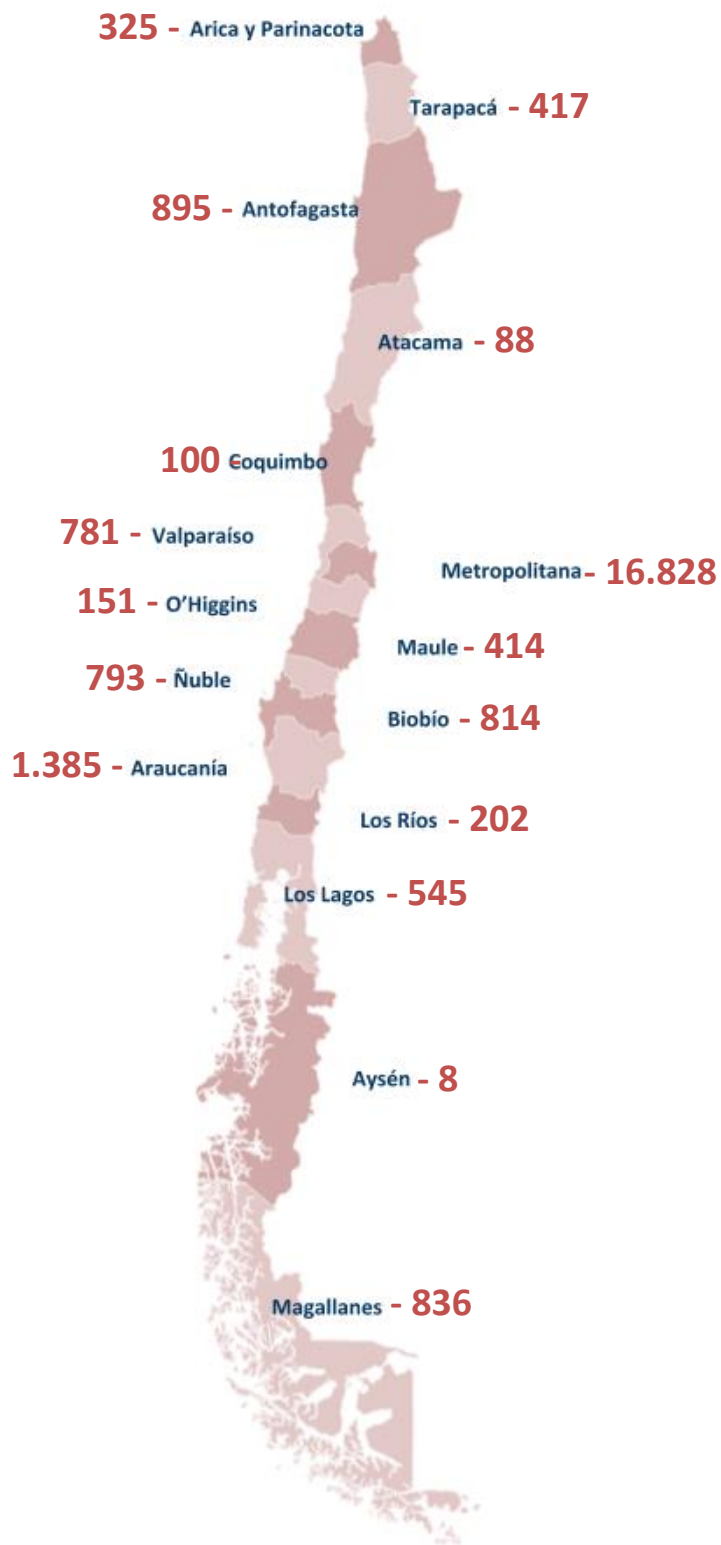 325 - Arica y Parinacota
Tarapacá - 417
895 - Antofagasta
Atacama - 88
100 - Coquimbo
781 - Valparaíso
Metropolitana - 16.828
151 - O’Higgins
Maule - 414
793 - Ñuble
Biobío - 814
1.385 - Araucanía
Los Ríos - 202
Los Lagos - 545
Aysén - 8
Magallanes - 836